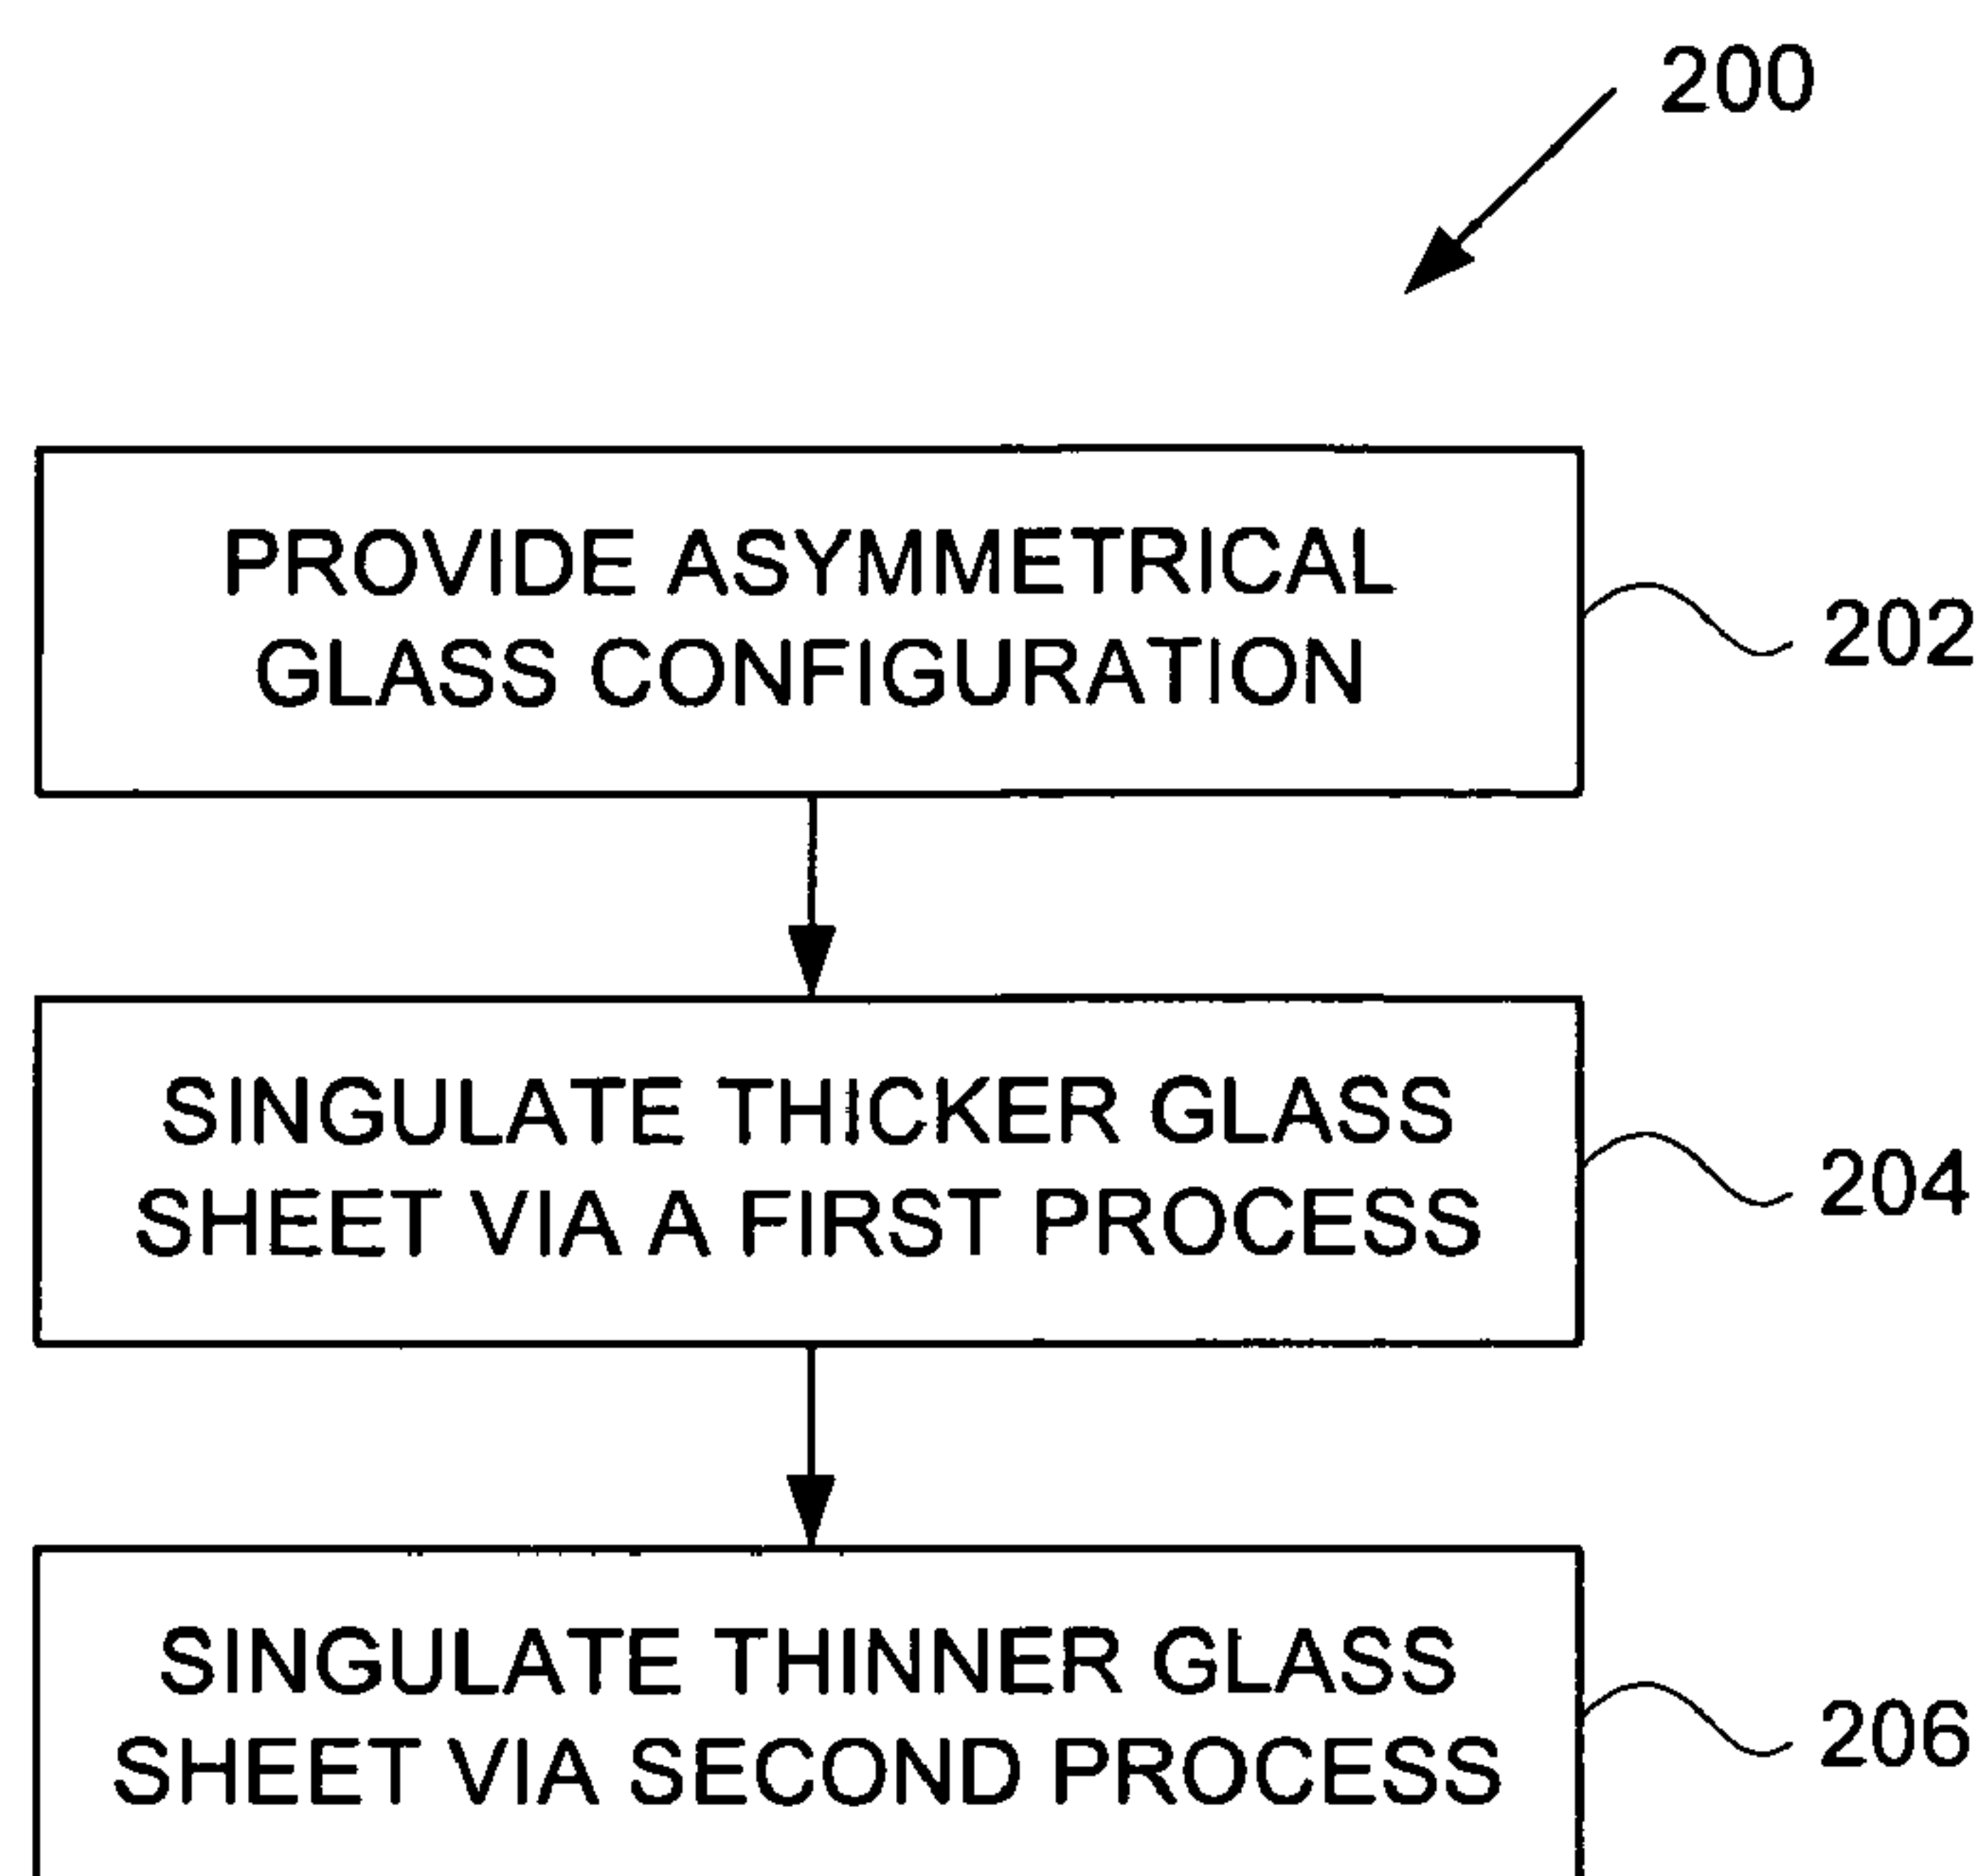 200
PROVIDE ASYMMETRICAL
GLASS CONFIGURATION
202
SINGULATE THICKER GLASS
SHEET VIA A FIRST PROCESS
204
SINGULATE THINNER GLASS
SHEET VIA SECOND PROCESS
206